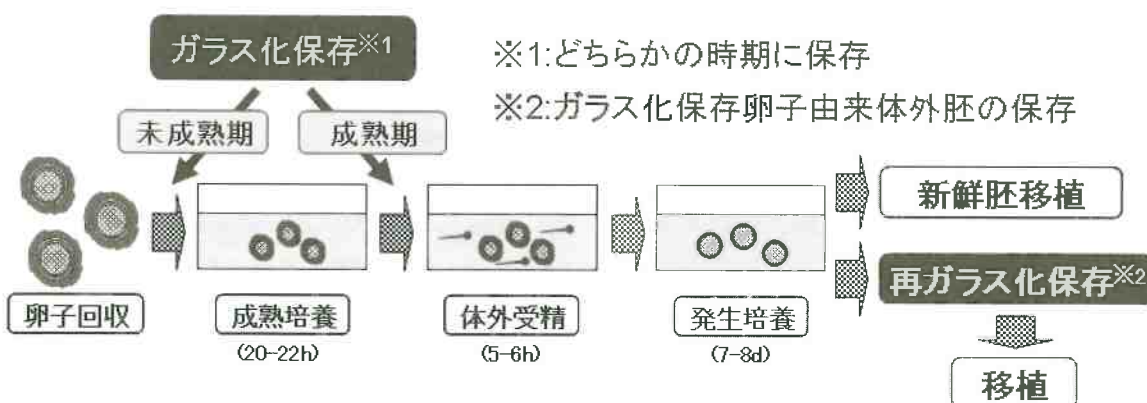 ガラス化保存※1
※1:どちらかの時期に保存
※2:ガラス化保存卵子由来体外胚の保存
未成熟期
成熟期
新鮮胚移植
再ガラス化保存※2
卵子回収
成熟培養
体外受精
発生培養
(20-22h)
(5-6h)
(7-8d)
移植